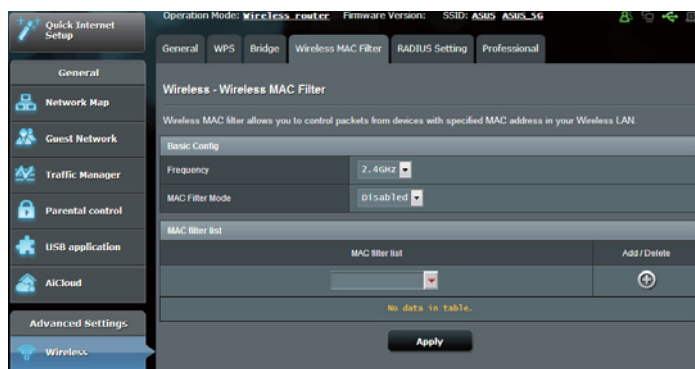 Quick Internet
Setup
General
Network Map
Guest Network
Traffic Manager
Parental control
USB application
AiCloud
Advanced Settings
Wireless
Operation Mode: Wireless router Firmware Version: SSID: ASUS ASUS_5G
General WPS Bridge Wireless MAC Filter RADIUS Setting Professional
Wireless - Wireless MAC Filter
Wireless MAC filter allows you to control packets from devices with specified MAC address in your Wireless LAN.
Basic Config
Frequency 2.4GHZ
MAC Filter Mode Disabled
MAC filter list
MAC filter list Add / Delete
No data in table.
Apply